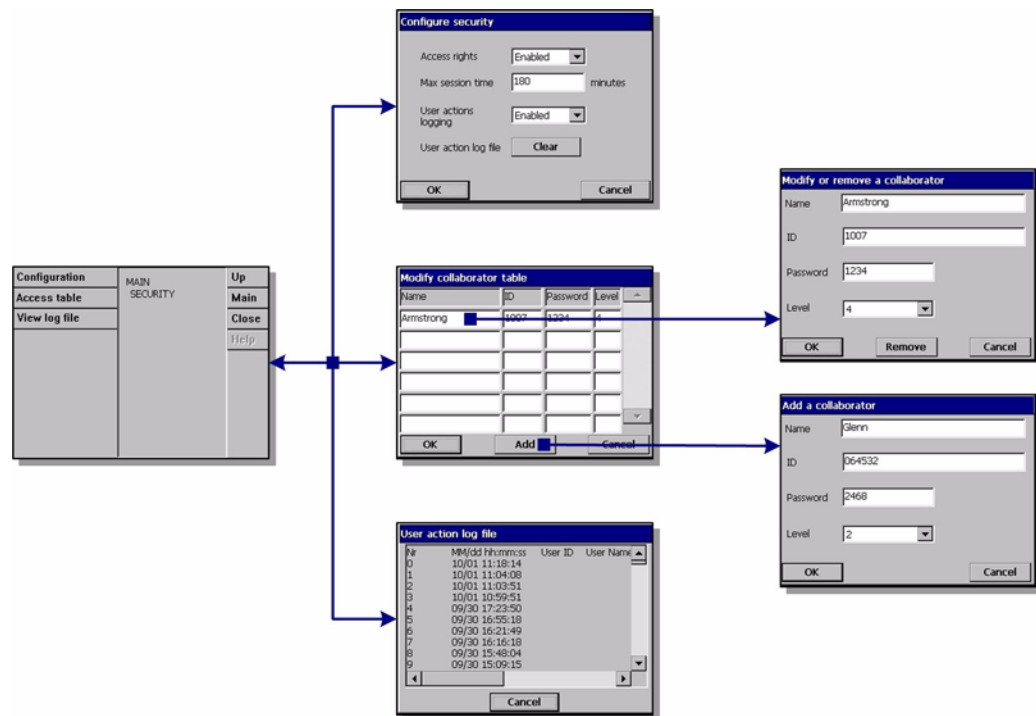 Configure security
Access rights Enabled
Max session time 180 minutes
User actions
logging Enabled
User action log file Clear
OK Cancel
Configuration
Access table
View log file
MAIN
SECURITY
Up
Main
Close
Help
Modify collaborator table
Name ID Password Level
Armstrong 1007 1234 4
OK Add Cancel
Modify or remove a collaborator
Name Armstrong
ID 1007
Password 1234
Level 4
OK Remove Cancel
Add a collaborator
Name Glenn
ID 064532
Password 2468
Level 2
OK Cancel
User action log file
Nr MM/dd hh:mm:ss User ID User Name
0 10/01 11:18:14
1 10/01 11:04:08
2 10/01 11:03:51
3 10/01 10:59:51
4 09/30 17:23:50
5 09/30 16:55:18
6 09/30 16:21:49
7 09/30 16:16:18
8 09/30 15:48:04
9 09/30 15:09:15
Cancel